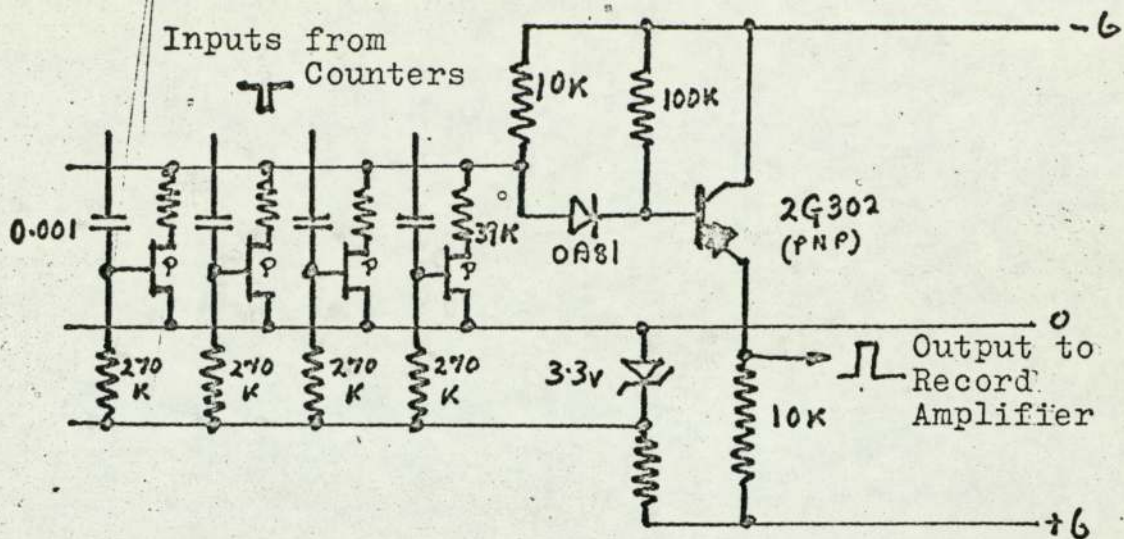 Inputs from
Counters
-6
10K
100K
0.001
39K
P
P
P
P
OA81
2G302
(PNP)
0
270
K
270
K
270
K
270
K
3.3v
10K
Output to
Record
Amplifier
+6